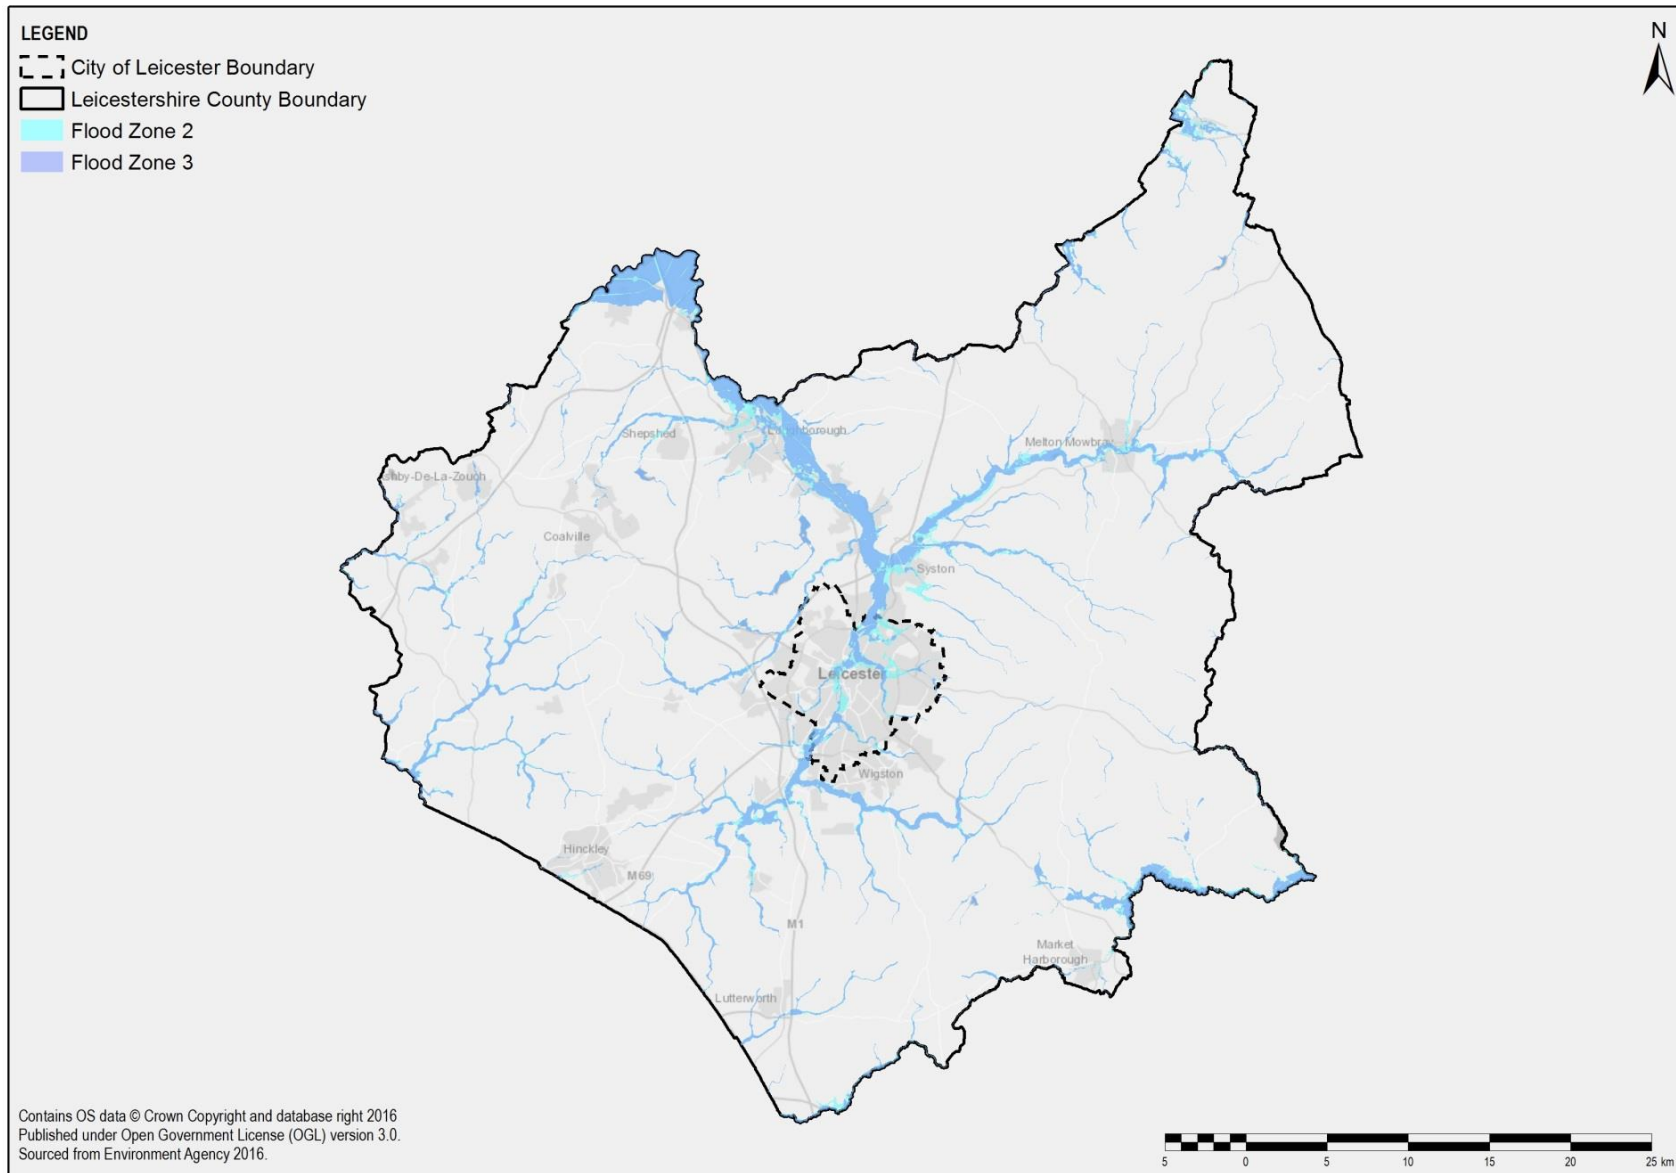 LEGEND
City of Leicester Boundary
Leicestershire County Boundary
Flood Zone 2
Flood Zone 3
N
Shepshed
Melton Mowbray
Coalville
Syston
Leicester
Wigston
Hinckley
M69
M1
Market
Harborough
Lutterworth
Contains OS data © Crown Copyright and database right 2016
Published under Open Government License (OGL) version 3.0.
Sourced from Environment Agency 2016.
5 0 5 10 15 20 25 km